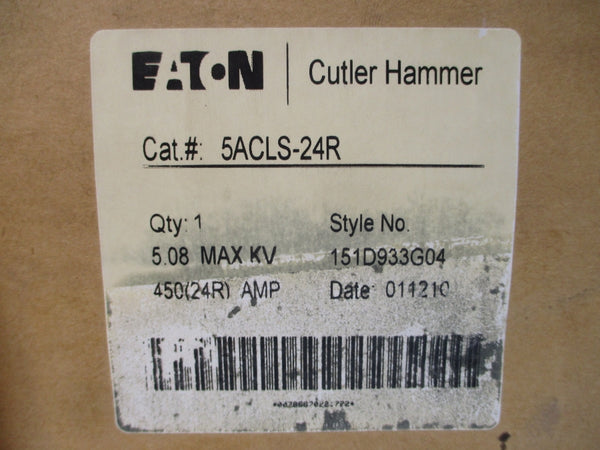 EATON | Cutler Hammer
Cat.#: 5ACLS-24R
Qty: 1 Style No.
5.08 MAX KV 151D933G04
450(24R) AMP Date: 011210